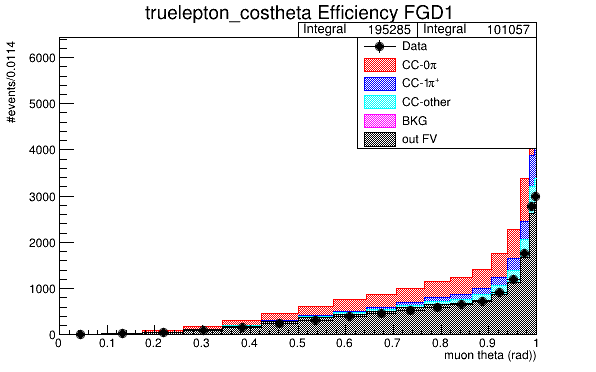 truelepton_costheta Efficiency FGD1
Integral 195285 Integral 101057
#events/0.0114
Data
CC-0π
CC-1π⁺
CC-other
BKG
out FV
6000
5000
4000
3000
2000
1000
0
0 0.1 0.2 0.3 0.4 0.5 0.6 0.7 0.8 0.9 1
muon theta (rad))